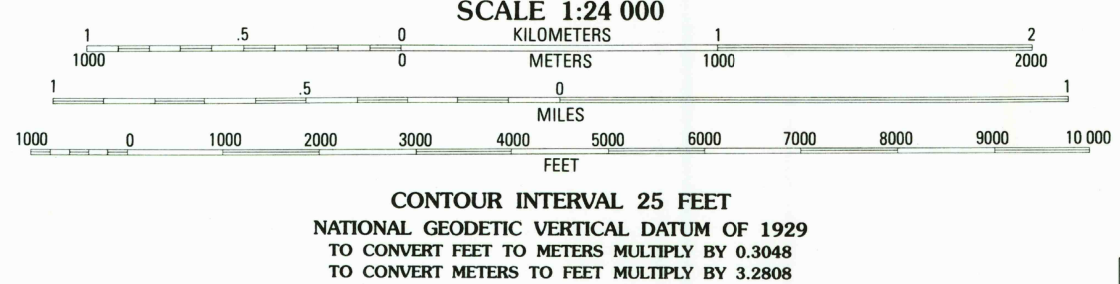 SCALE 1:24 000
1 .5 0 KILOMETERS 1 2
1000 0 METERS 1000 2000
1 .5 0 1
MILES
1000 0 1000 2000 3000 4000 5000 6000 7000 8000 9000 10 000
FEET
CONTOUR INTERVAL 25 FEET
NATIONAL GEODETIC VERTICAL DATUM OF 1929
TO CONVERT FEET TO METERS MULTIPLY BY 0.3048
TO CONVERT METERS TO FEET MULTIPLY BY 3.2808